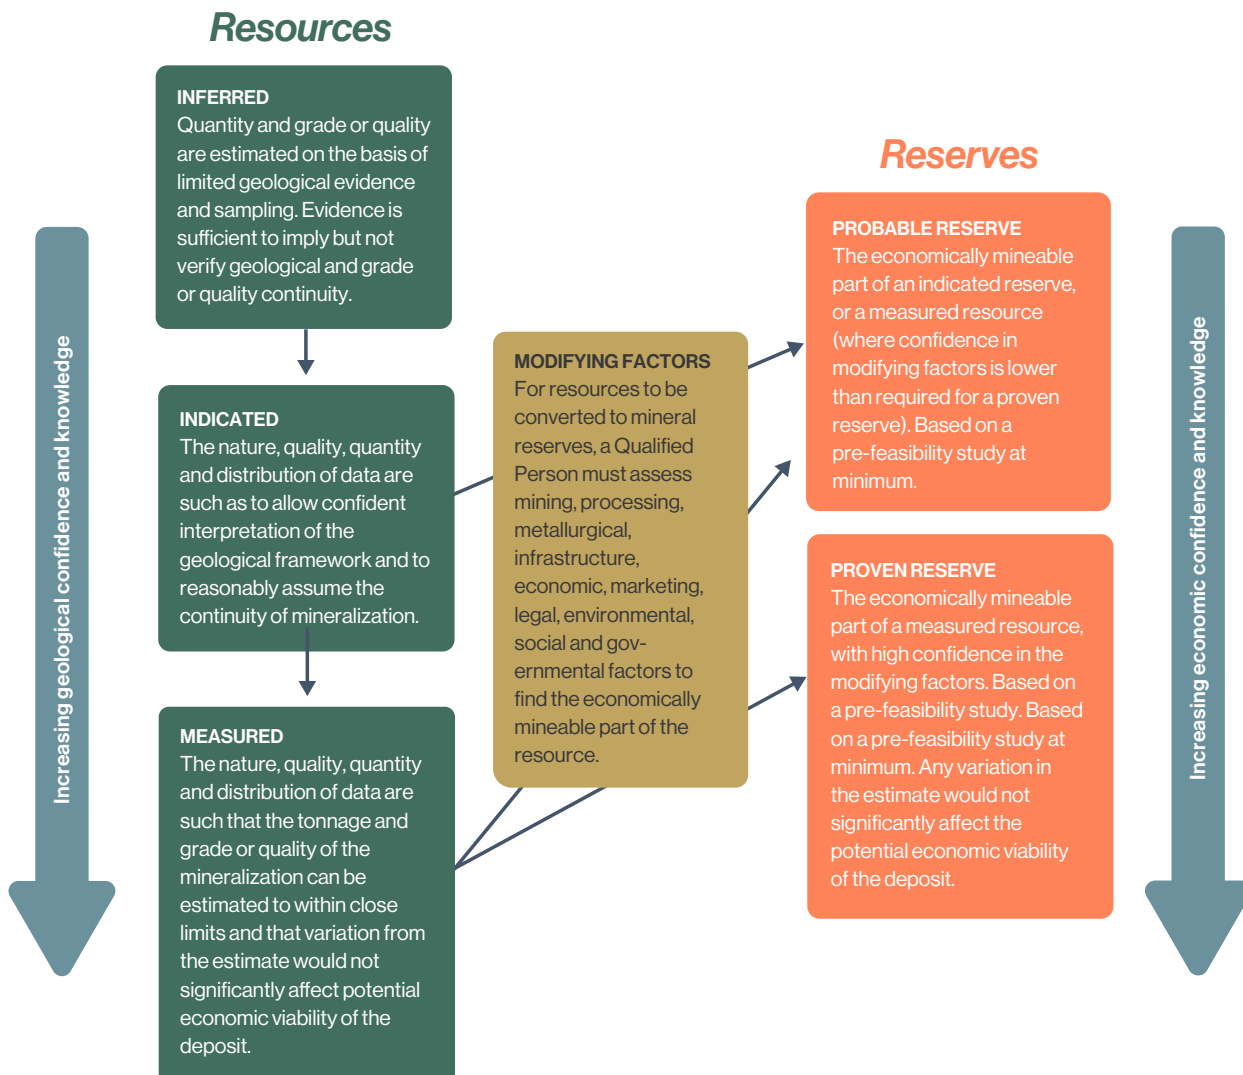 Resources
INFERRED
Quantity and grade or quality
are estimated on the basis of
limited geological evidence
and sampling. Evidence is
sufficient to imply but not
verify geological and grade
or quality continuity.
INDICATED
The nature, quality, quantity
and distribution of data are
such as to allow confident
interpretation of the
geological framework and to
reasonably assume the
continuity of mineralization.
MEASURED
The nature, quality, quantity
and distribution of data are
such that the tonnage and
grade or quality of the
mineralization can be
estimated to within close
limits and that variation from
the estimate would not
significantly affect potential
economic viability of the
deposit.
Increasing geological confidence and knowledge
MODIFYING FACTORS
For resources to be
converted to mineral
reserves, a Qualified
Person must assess
mining, processing,
metallurgical,
infrastructure,
economic, marketing,
legal, environmental,
social and gov-
ernmental factors to
find the economically
mineable part of the
resource.
Reserves
PROBABLE RESERVE
The economically mineable
part of an indicated reserve,
or a measured resource
(where confidence in
modifying factors is lower
than required for a proven
reserve). Based on a
pre-feasibility study at
minimum.
PROVEN RESERVE
The economically mineable
part of a measured resource,
with high confidence in the
modifying factors. Based on
a pre-feasibility study. Based
on a pre-feasibility study at
minimum. Any variation in
the estimate would not
significantly affect the
potential economic viability
of the deposit.
Increasing economic confidence and knowledge